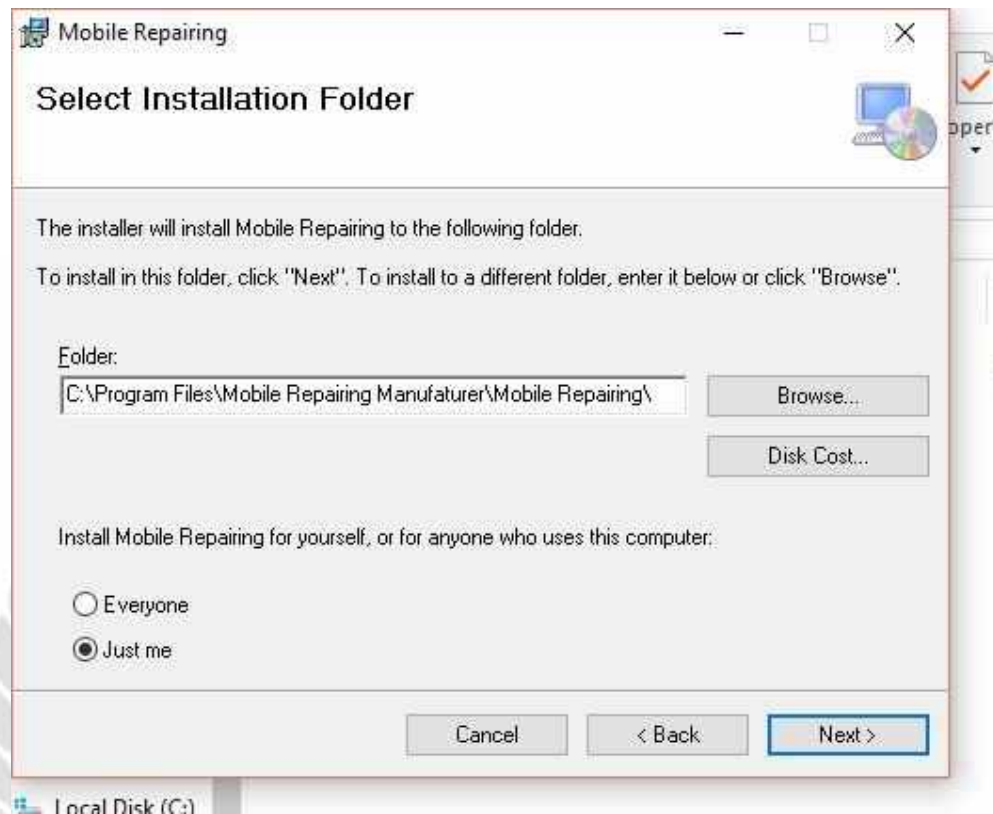 Mobile Repairing
Select Installation Folder
The installer will install Mobile Repairing to the following folder.
To install in this folder, click "Next". To install to a different folder, enter it below or click "Browse".
Folder:
C:\Program Files\Mobile Repairing Manufaturer\Mobile Repairing\
Browse...
Disk Cost...
Install Mobile Repairing for yourself, or for anyone who uses this computer:
Everyone
Just me
Cancel
< Back
Next >
Local Disk (C:)